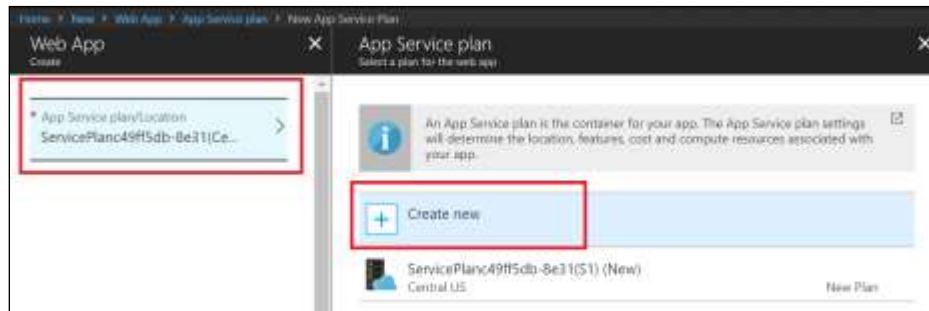 Home > New > Web App > App Service plan > New App Service Plan
Web App
Create
* App Service plan/Location
ServicePlanc49ff5db-8e31(Ce...
App Service plan
Select a plan for the web app
An App Service plan is the container for your app. The App Service plan settings
will determine the location, features, cost and compute resources associated with
your app.
Create new
ServicePlanc49ff5db-8e31(S1) (New)
Central US
New Plan